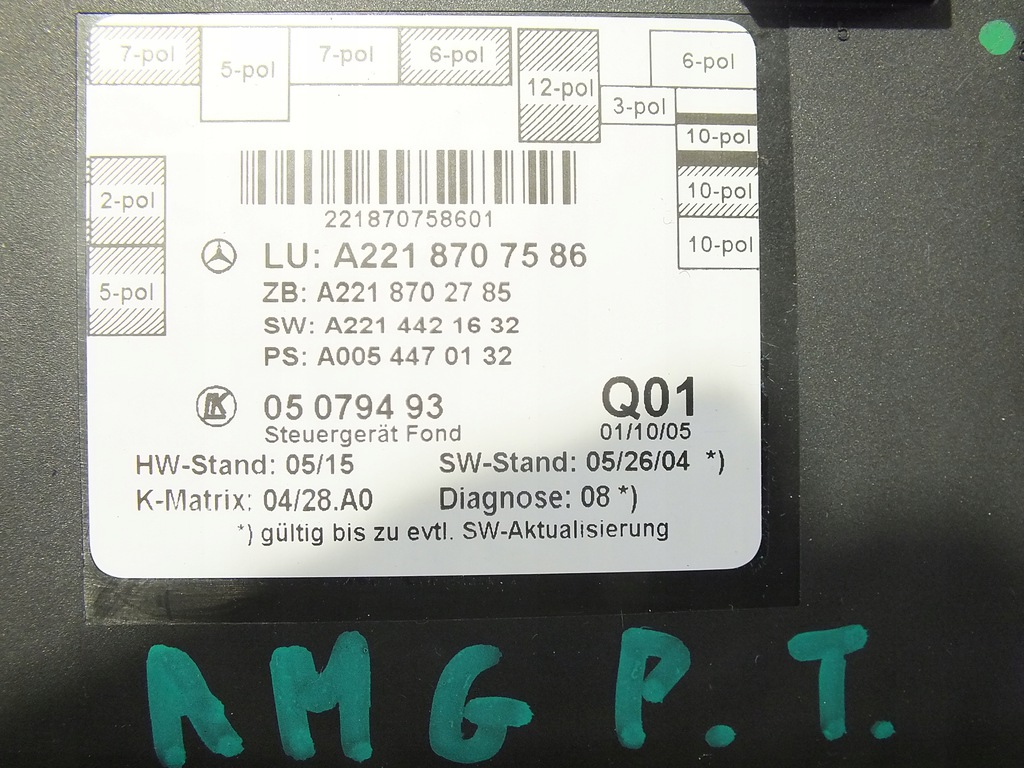 7-pol
5-pol
7-pol
6-pol
12-pol
6-pol
3-pol
10-pol
10-pol
10-pol
2-pol
5-pol
221870758601
LU: A221 870 75 86
ZB: A221 870 27 85
SW: A221 442 16 32
PS: A005 447 01 32
05 0794 93
Q01
Steuergerät Fond
01/10/05
HW-Stand: 05/15 SW-Stand: 05/26/04 *)
K-Matrix: 04/28.A0 Diagnose: 08 *)
*) gültig bis zu evtl. SW-Aktualisierung
AMG P.T.